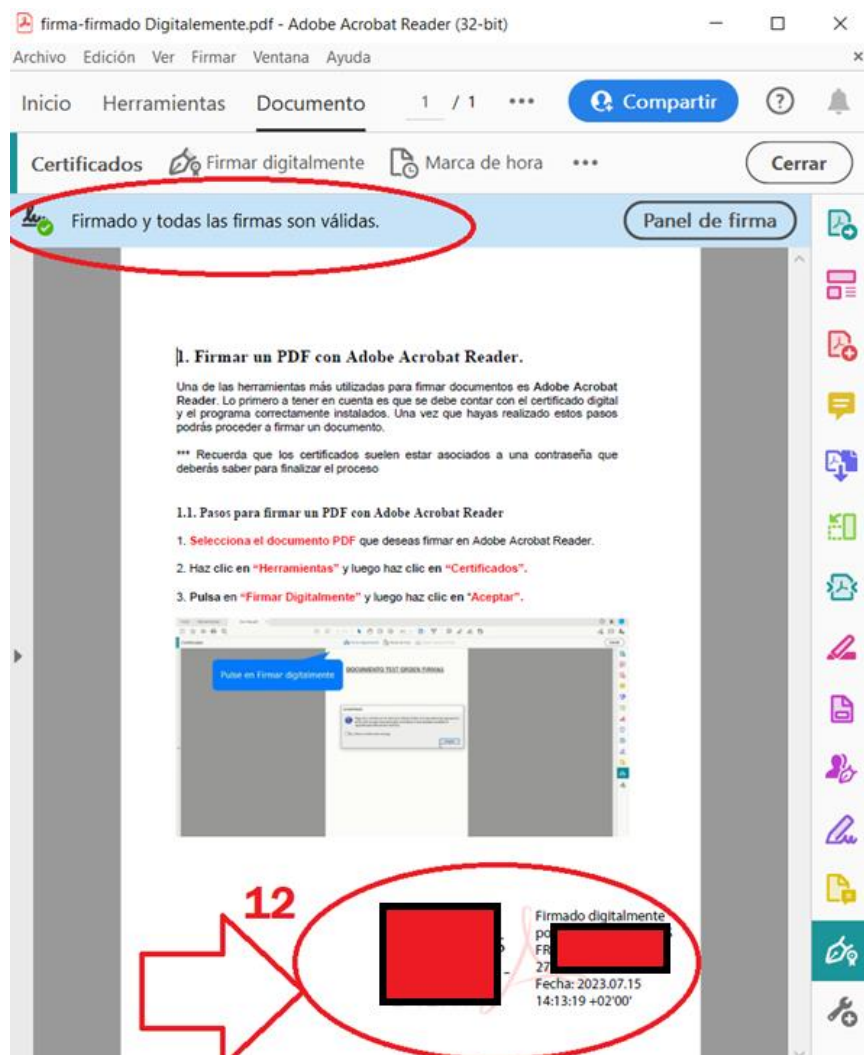 firma-firmado Digitalemente.pdf - Adobe Acrobat Reader (32-bit)
Archivo Edición Ver Firmar Ventana Ayuda
Inicio Herramientas Documento 1 / 1 Compartir
Certificados Firmar digitalmente Marca de hora Cerrar
Firmado y todas las firmas son válidas. Panel de firma
1. Firmar un PDF con Adobe Acrobat Reader.
Una de las herramientas más utilizadas para firmar documentos es Adobe Acrobat
Reader. Lo primero a tener en cuenta es que se debe contar con el certificado digital
y el programa correctamente instalados. Una vez que hayas realizado estos pasos
podrás proceder a firmar un documento.
*** Recuerda que los certificados suelen estar asociados a una contraseña que
deberás saber para finalizar el proceso
1.1. Pasos para firmar un PDF con Adobe Acrobat Reader
1. Selecciona el documento PDF que deseas firmar en Adobe Acrobat Reader.
2. Haz clic en “Herramientas” y luego haz clic en “Certificados”.
3. Pulsa en “Firmar Digitalmente” y luego haz clic en “Aceptar”.
Pulse en Firmar digitalmente
DOCUMENTO TEST ORDEN FIRMAS
12
Firmado digitalmente
FR
27
Fecha: 2023.07.15
14:13:19 +02'00'